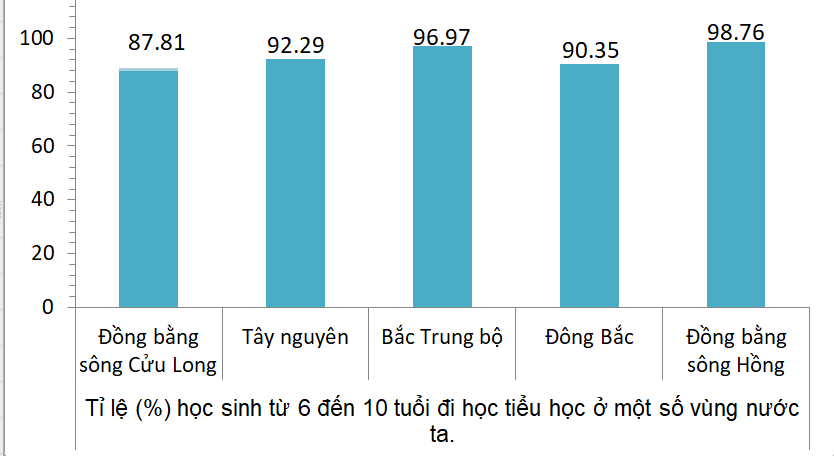 100
80
60
40
20
0
87.81
92.29
96.97
90.35
98.76
Đồng bằng
sông Cửu Long
Tây nguyên
Bắc Trung bộ
Đông Bắc
Đồng bằng
sông Hồng
Tỉ lệ (%) học sinh từ 6 đến 10 tuổi đi học tiểu học ở một số vùng nước
ta.